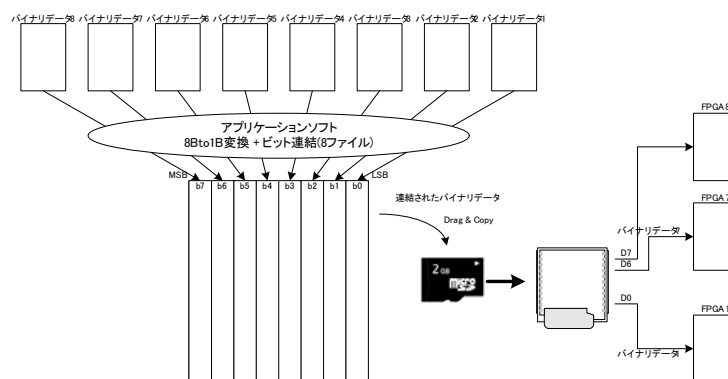 バイナリデータ8 バイナリデータ7 バイナリデータ6 バイナリデータ5 バイナリデータ4 バイナリデータ3 バイナリデータ2 バイナリデータ1
アプリケーションソフト
8Bto1B変換 + ビット連結(8ファイル)
MSB
LSB
b7 b6 b5 b4 b3 b2 b1 b0
連結されたバイナリデータ
Drag & Copy
2 GB
micro
D7
D6
D0
バイナリデータ7
バイナリデータ1
FPGA 8
FPGA 7
FPGA 1